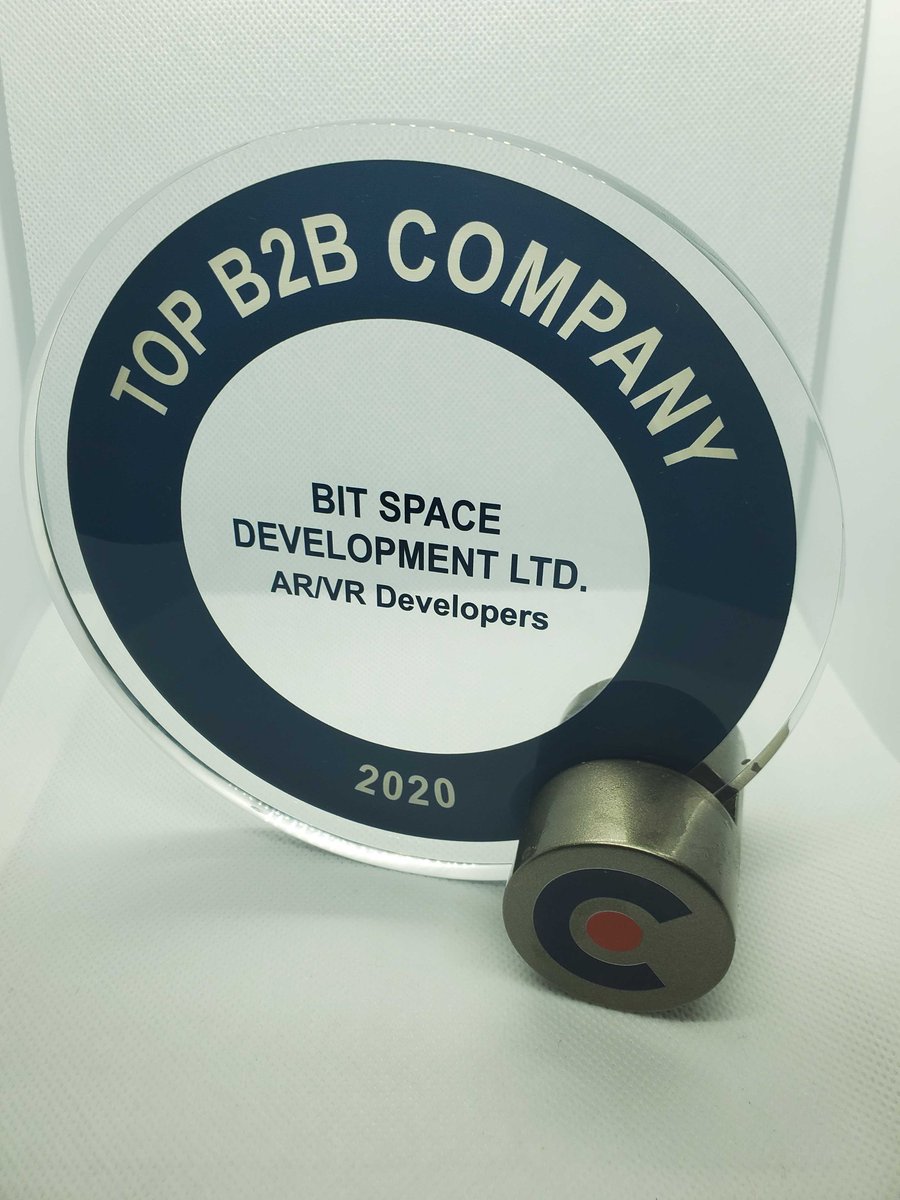 TOP B2B COMPANY
BIT SPACE
DEVELOPMENT LTD.
AR/VR Developers
2020